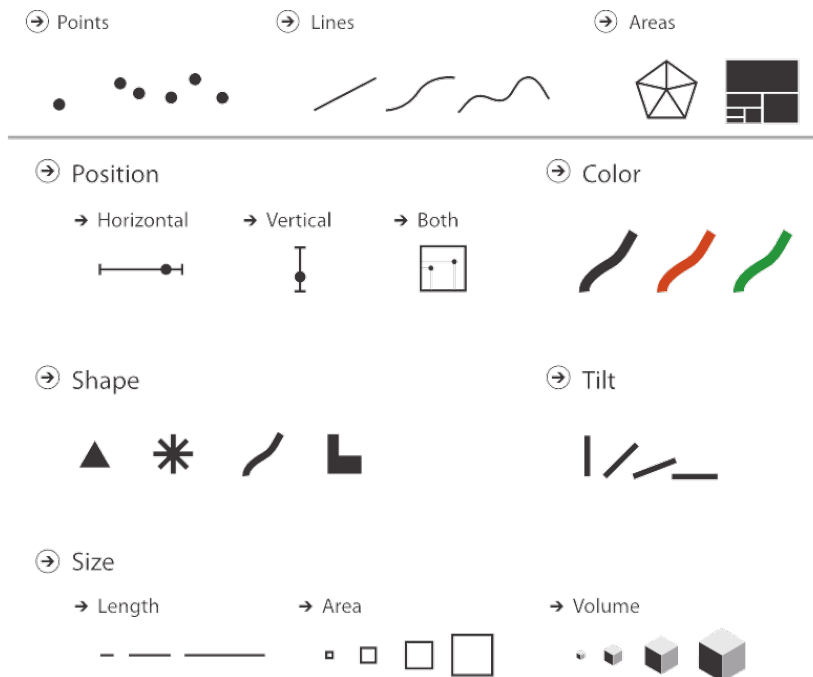 Points
Lines
Areas
Position
Color
Horizontal
Vertical
Both
Shape
Tilt
Size
Length
Area
Volume